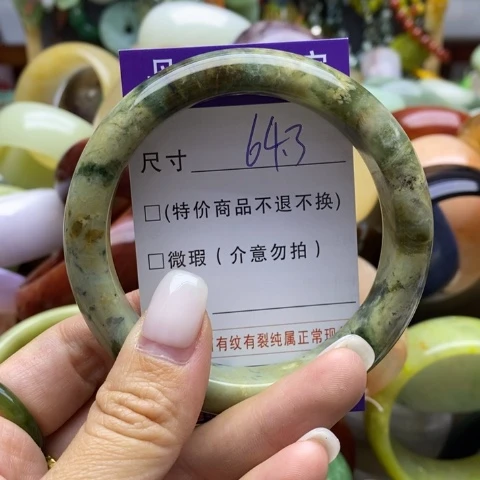 尺寸 64.3
□(特价商品不退不换)
□微瑕(介意勿拍)
有纹有裂纯属正常现